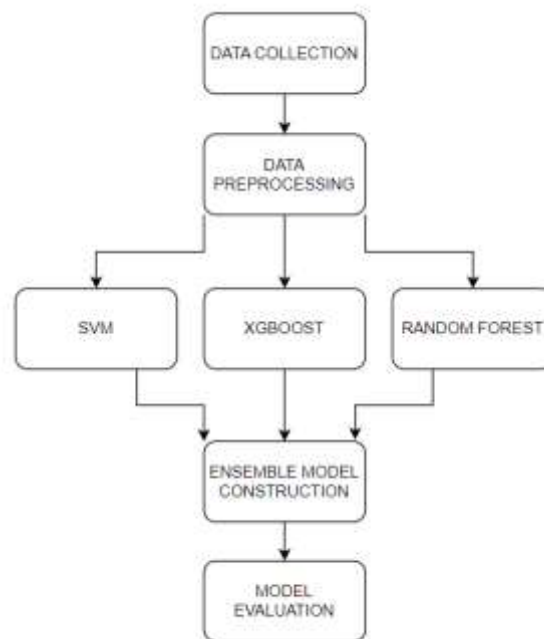 DATA COLLECTION
DATA
PREPROCESSING
SVM
XGBOOST
RANDOM FOREST
ENSEMBLE MODEL
CONSTRUCTION
MODEL
EVALUATION